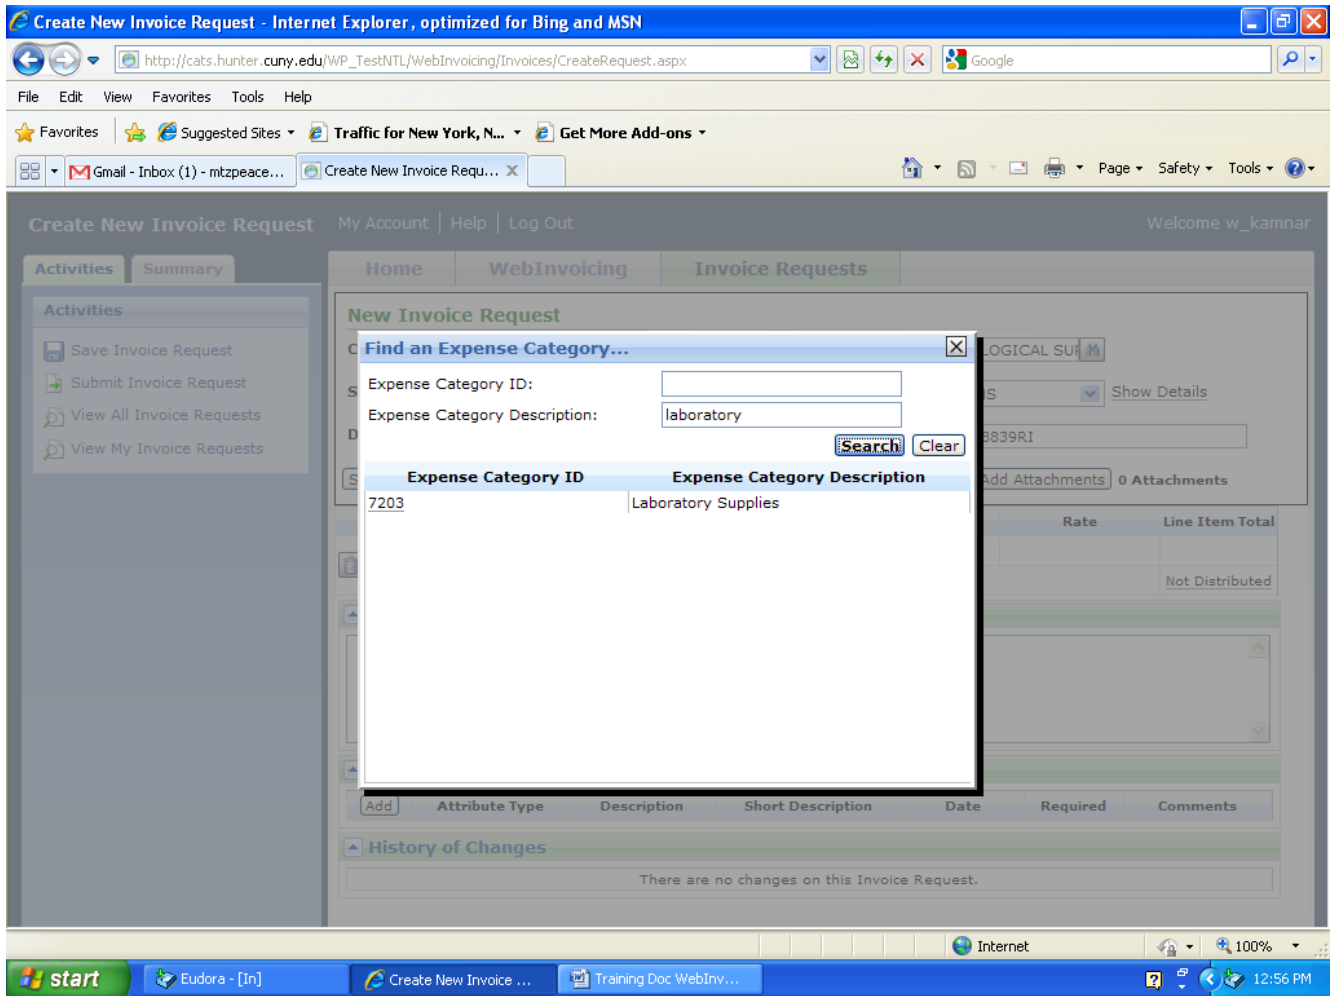 Create New Invoice Request - Internet Explorer, optimized for Bing and MSN
http://cats.hunter.cuny.edu/WP_TestNTL/WebInvoicing/Invoices/CreateRequest.aspx
Google
File Edit View Favorites Tools Help
Favorites Suggested Sites Traffic for New York, N... Get More Add-ons
Gmail - Inbox (1) - mtzpeace... Create New Invoice Requ... X Page Safety Tools
Create New Invoice Request My Account | Help | Log Out Welcome w_kamnar
Activities Summary Home WebInvoicing Invoice Requests
Activities
Save Invoice Request
Submit Invoice Request
View All Invoice Requests
View My Invoice Requests
New Invoice Request
C LOGICAL SUF
S Show Details
D 8839RI
S Add Attachments 0 Attachments
Find an Expense Category...
Expense Category ID:
Expense Category Description: laboratory
Search Clear
Expense Category ID Expense Category Description
7203 Laboratory Supplies
Rate Line Item Total
Not Distributed
Add Attribute Type Description Short Description Date Required Comments
History of Changes
There are no changes on this Invoice Request.
Internet 100%
start Eudora - [In] Create New Invoice ... Training Doc WebInv... 12:56 PM